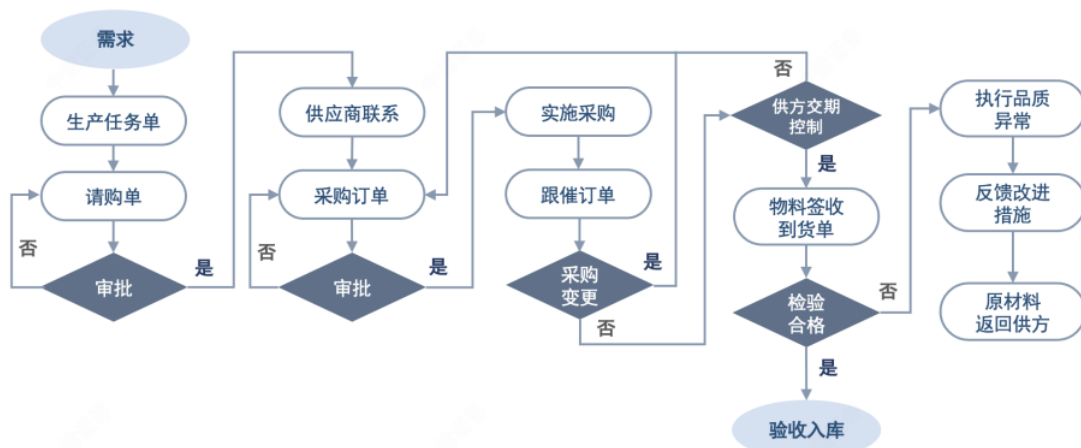 需求
生产任务单
请购单
否
审批
是
供应商联系
采购订单
否
审批
是
实施采购
跟催订单
采购
变更
是
否
否
供方交期
控制
是
物料签收
到货单
检验
合格
否
是
验收入库
执行品质
异常
反馈改进
措施
原材料
返回供方